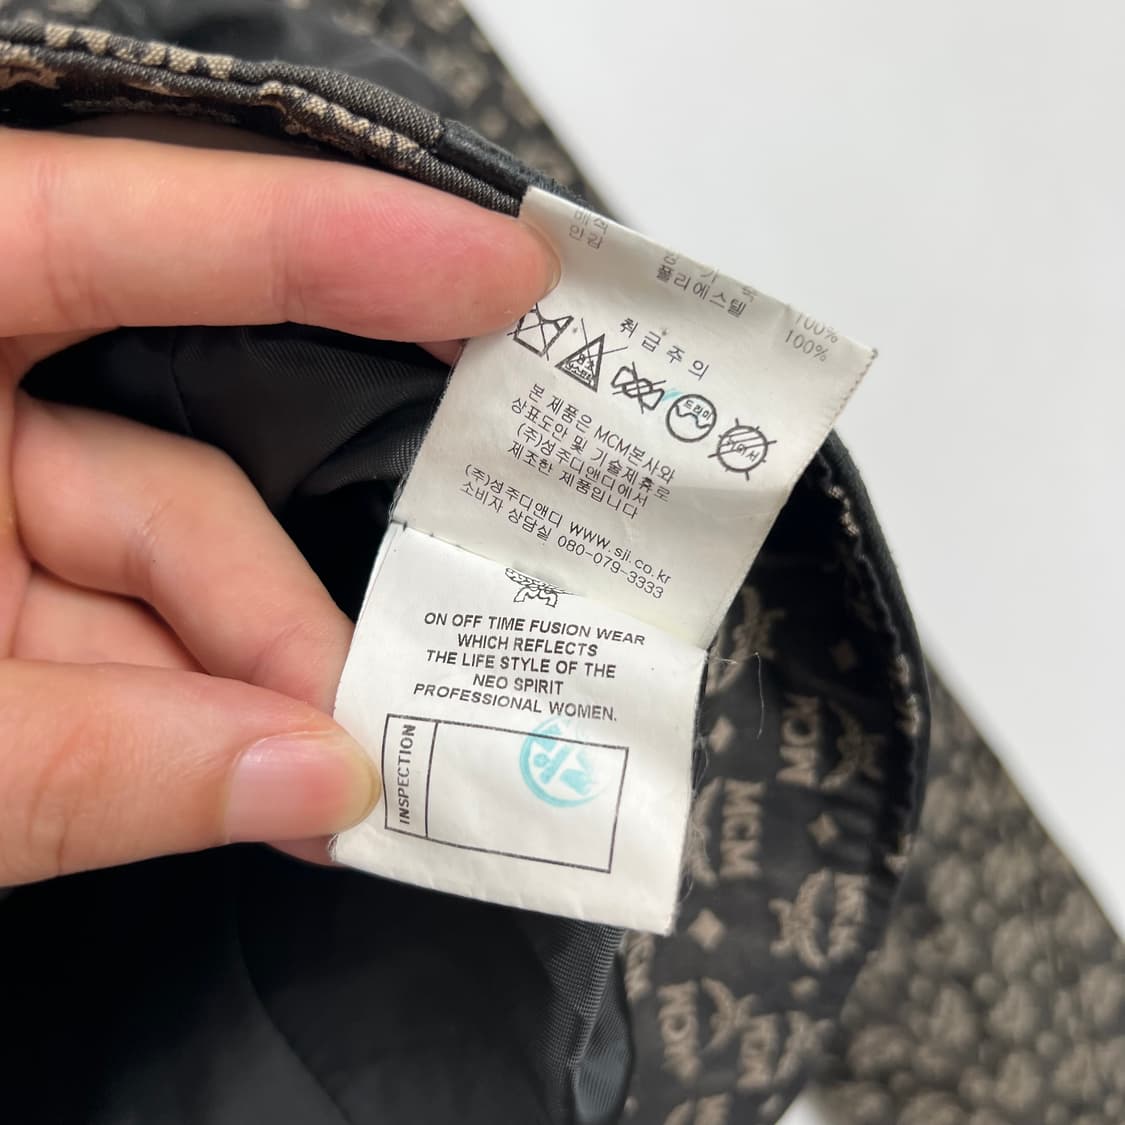 배색
안감
폴리에스텔
100%
100%
취급주의
드라이
본 제품은 MCM본사와
상표도안 및 기술제휴로
(주)성주디앤디에서
제조한 제품입니다
(주)성주디앤디 www.sji.co.kr
소비자 상담실 080-079-3333
ON OFF TIME FUSION WEAR
WHICH REFLECTS
THE LIFE STYLE OF THE
NEO SPIRIT
PROFESSIONAL WOMEN.
INSPECTION
MCM
MCM
MCM
MCM